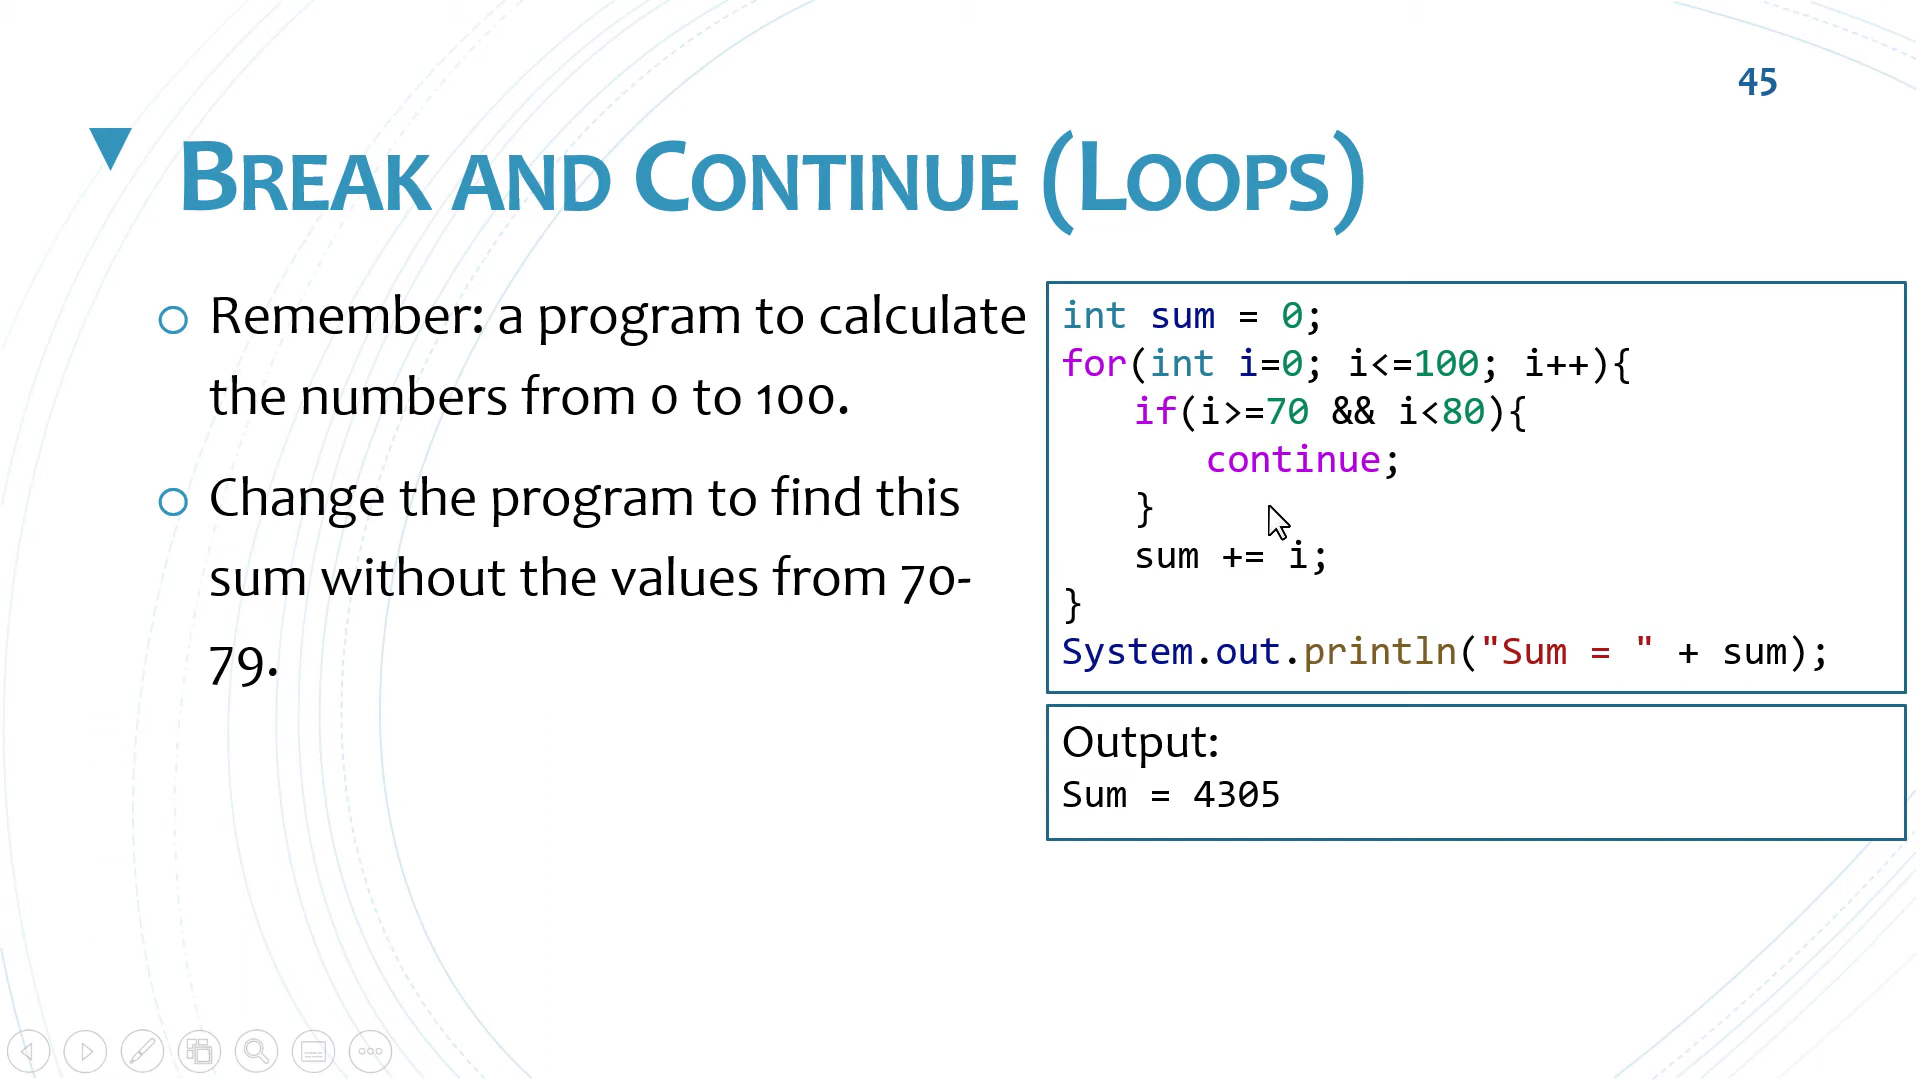 45
BREAK AND CONTINUE (LOOPS)
Remember: a program to calculate
the numbers from 0 to 100.
Change the program to find this
sum without the values from 70-
79.
int sum = 0;
for(int i=0; i<=100; i++){
if(i>=70 && i<80){
continue;
}
sum += i;
}
System.out.println("Sum = " + sum);
Output:
Sum = 4305